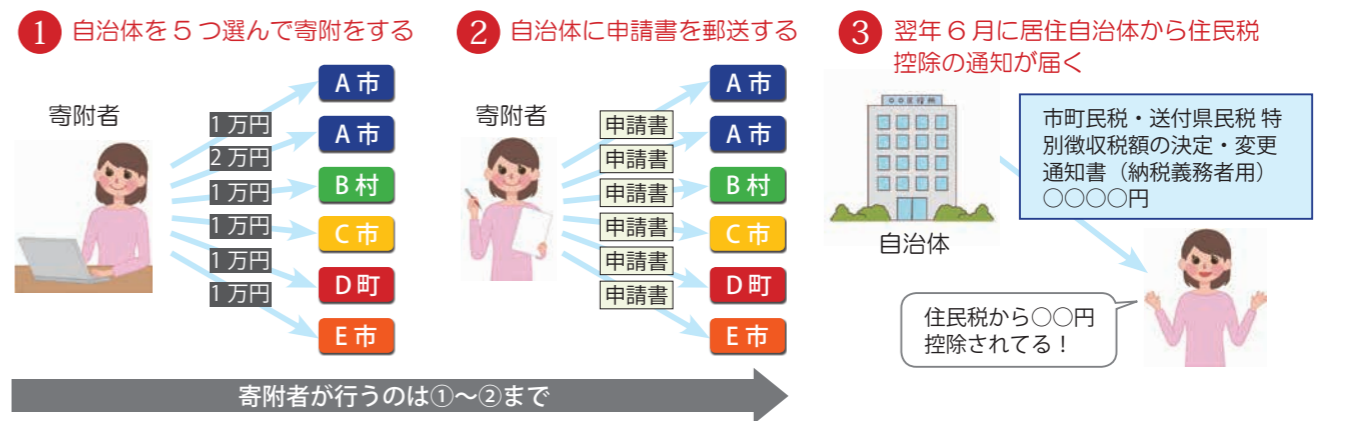 1 自治体を5つ選んで寄附をする
寄附者
1万円
2万円
1万円
1万円
1万円
1万円
A市
A市
B村
C市
D町
E市
2 自治体に申請書を郵送する
寄附者
申請書
申請書
申請書
申請書
申請書
申請書
A市
A市
B村
C市
D町
E市
寄附者が行うのは①〜②まで
3 翌年6月に居住自治体から住民税
控除の通知が届く
○○区役所
自治体
市町民税・送付県民税 特
別徴収税額の決定・変更
通知書（納税義務者用）
○○○○円
住民税から○○円
控除されてる！